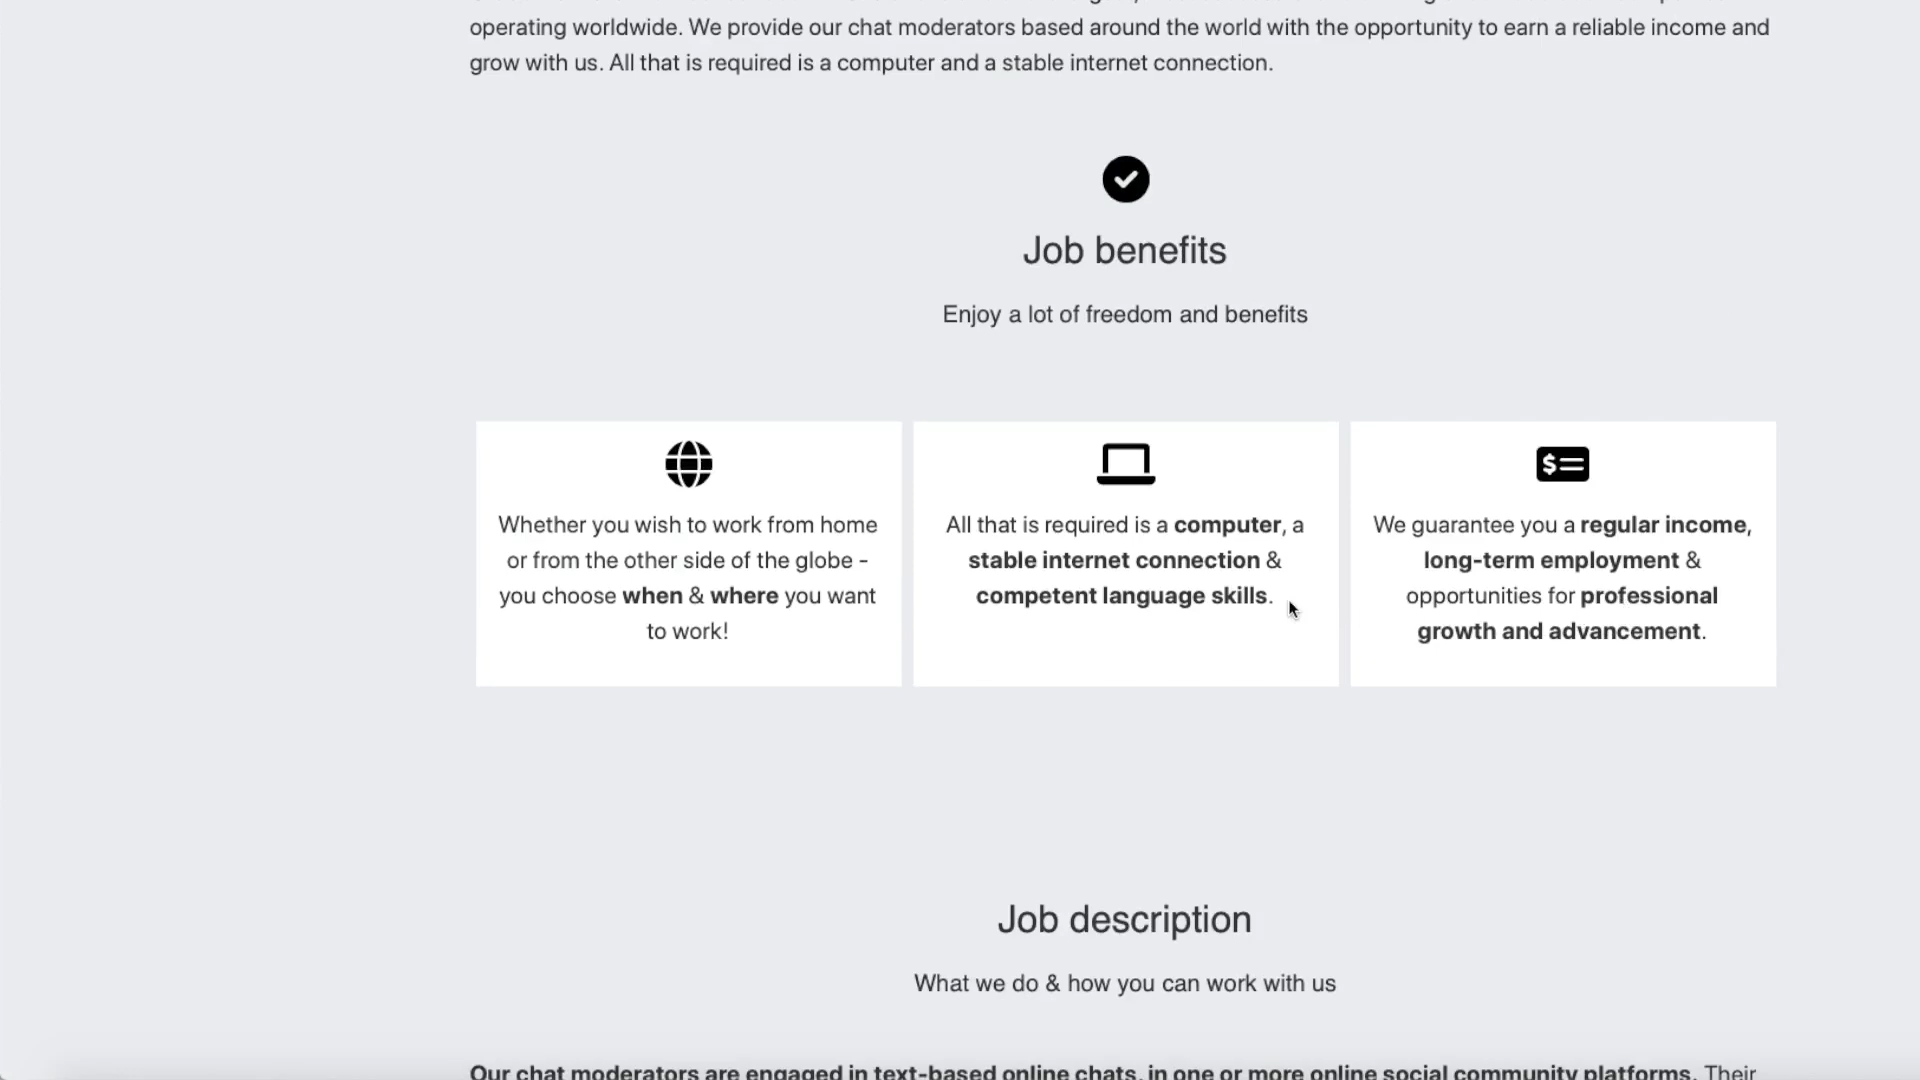 operating worldwide. We provide our chat moderators based around the world with the opportunity to earn a reliable income and
grow with us. All that is required is a computer and a stable internet connection.
Job benefits
Enjoy a lot of freedom and benefits
Whether you wish to work from home
or from the other side of the globe -
you choose when & where you want
to work!
All that is required is a computer, a
stable internet connection &
competent language skills.
$
We guarantee you a regular income,
long-term employment &
opportunities for professional
growth and advancement.
Job description
What we do & how you can work with us
Our chat moderators are engaged in text-based online chats, in one or more online social community platforms. Their